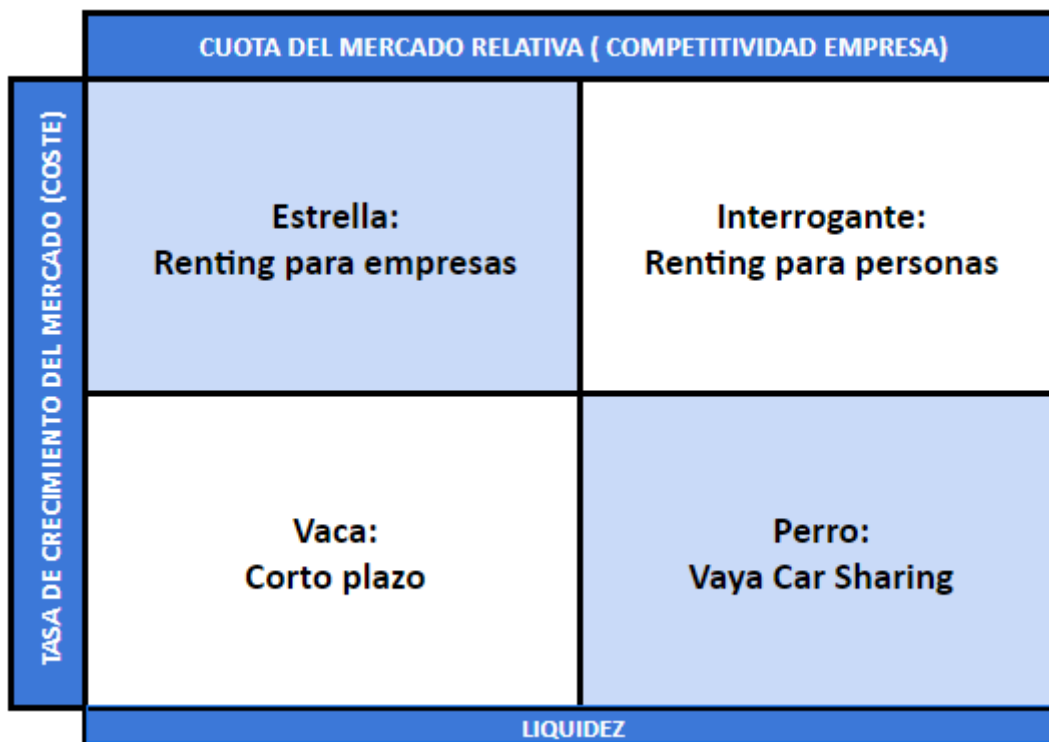 CUOTA DEL MERCADO RELATIVA ( COMPETITIVIDAD EMPRESA)
TASA DE CRECIMIENTO DEL MERCADO (COSTE)
Estrella:
Renting para empresas
Interrogante:
Renting para personas
Vaca:
Corto plazo
Perro:
Vaya Car Sharing
LIQUIDEZ